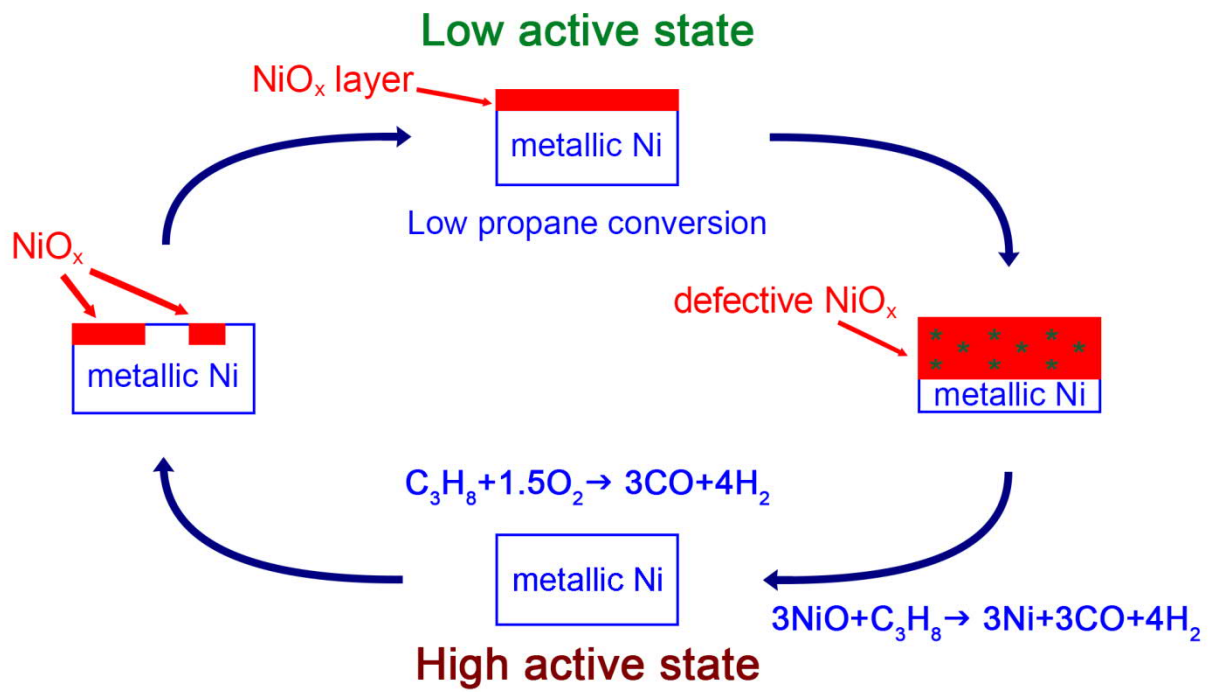 Low active state
NiOₓ layer
metallic Ni
Low propane conversion
NiOₓ
metallic Ni
defective NiOₓ
* * * * * * * * *
metallic Ni
C₃H₈+1.5O₂→ 3CO+4H₂
metallic Ni
3NiO+C₃H₈→ 3Ni+3CO+4H₂
High active state